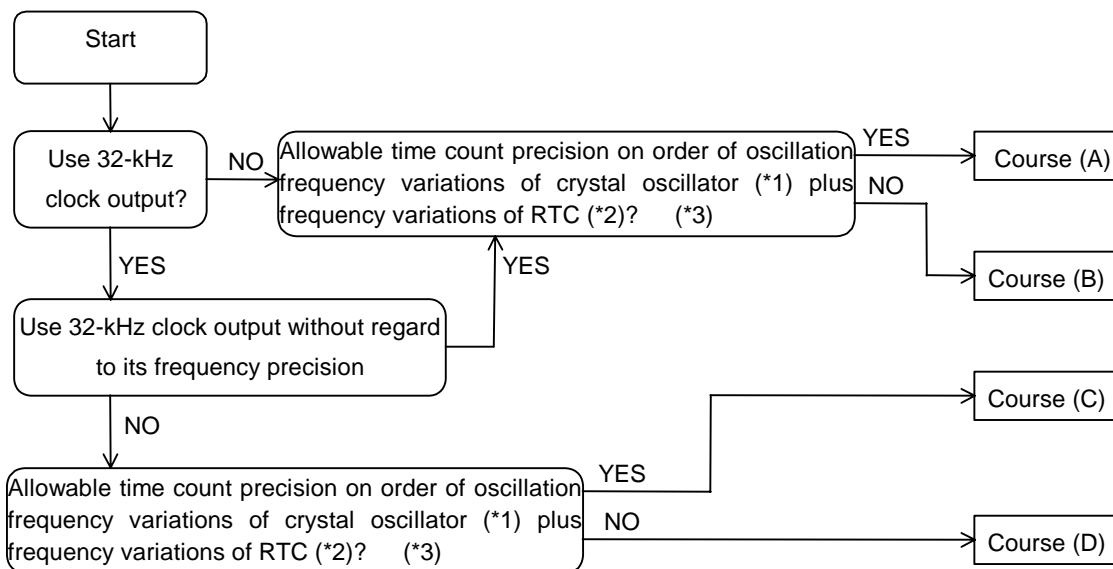 Start
Use 32-kHz
clock output?
NO
Allowable time count precision on order of oscillation
frequency variations of crystal oscillator (*1) plus
frequency variations of RTC (*2)? (*3)
YES
Course (A)
NO
Course (B)
YES
YES
Use 32-kHz clock output without regard
to its frequency precision
NO
Course (C)
Allowable time count precision on order of oscillation
frequency variations of crystal oscillator (*1) plus
frequency variations of RTC (*2)? (*3)
YES
NO
Course (D)